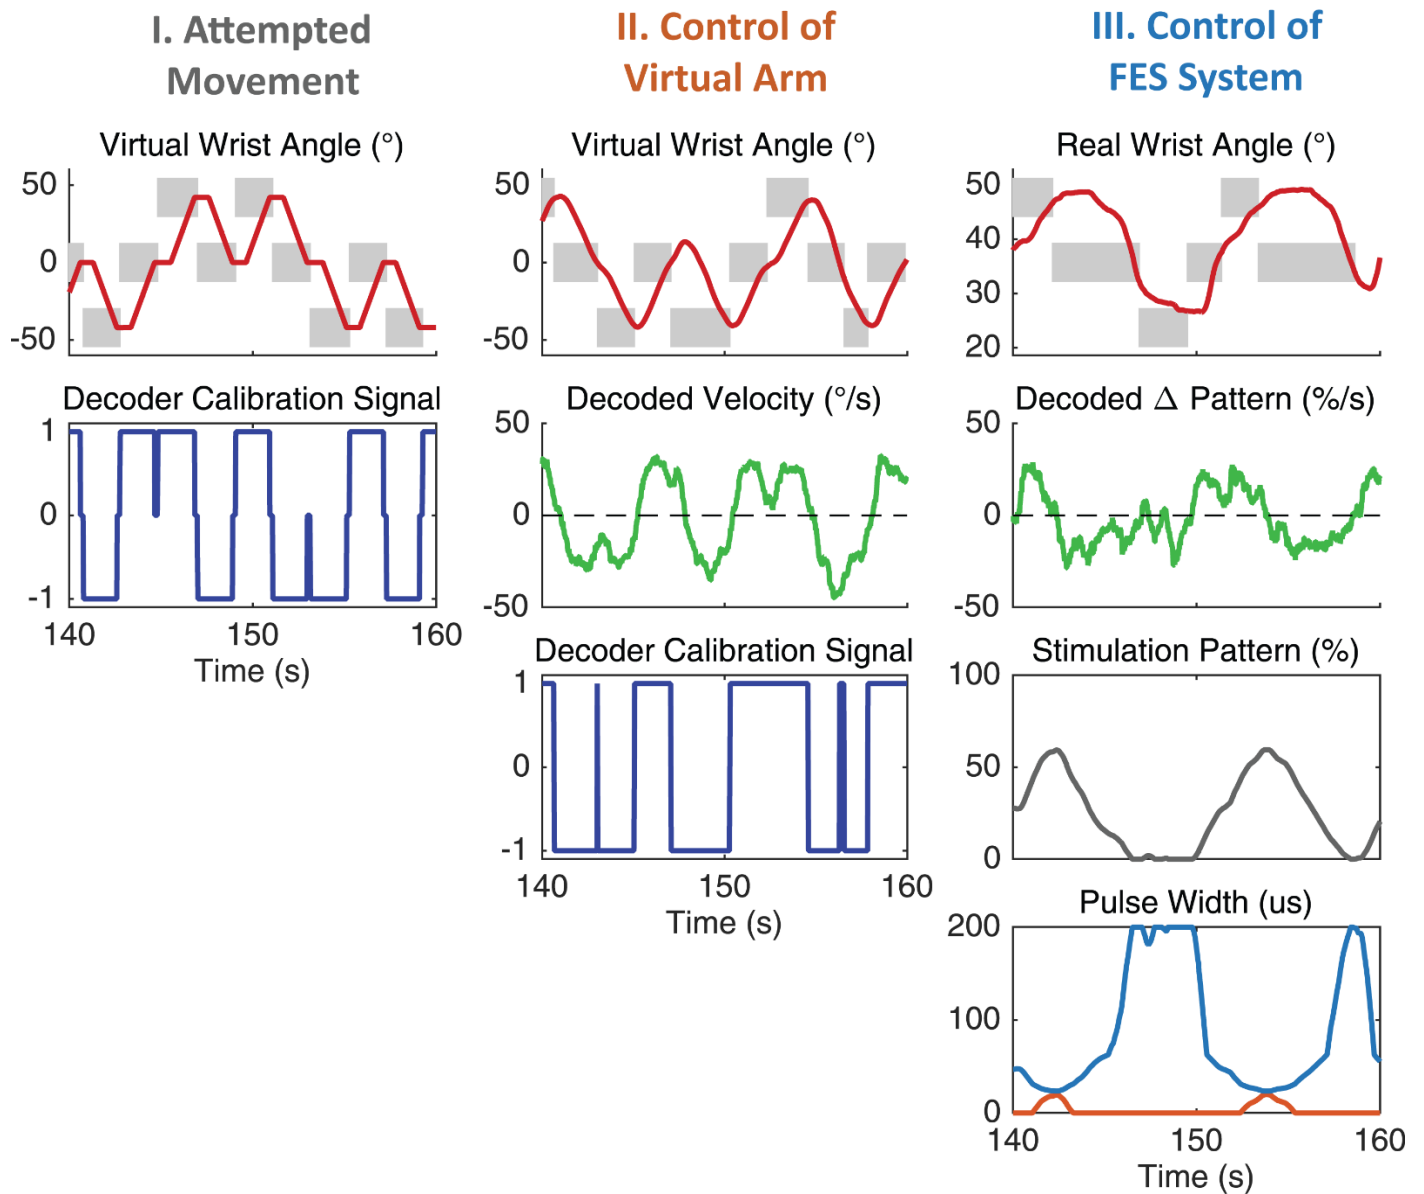 I. Attempted
Movement
II. Control of
Virtual Arm
III. Control of
FES System
Virtual Wrist Angle (°)
50
0
-50
Decoder Calibration Signal
1
0
-1
140
150
160
Time (s)
Virtual Wrist Angle (°)
50
0
-50
Decoded Velocity (°/s)
50
0
-50
Decoder Calibration Signal
1
0
-1
140
150
160
Time (s)
Real Wrist Angle (°)
50
40
30
20
Decoded Δ Pattern (%/s)
50
0
-50
Stimulation Pattern (%)
100
50
0
Pulse Width (us)
200
100
0
140
150
160
Time (s)